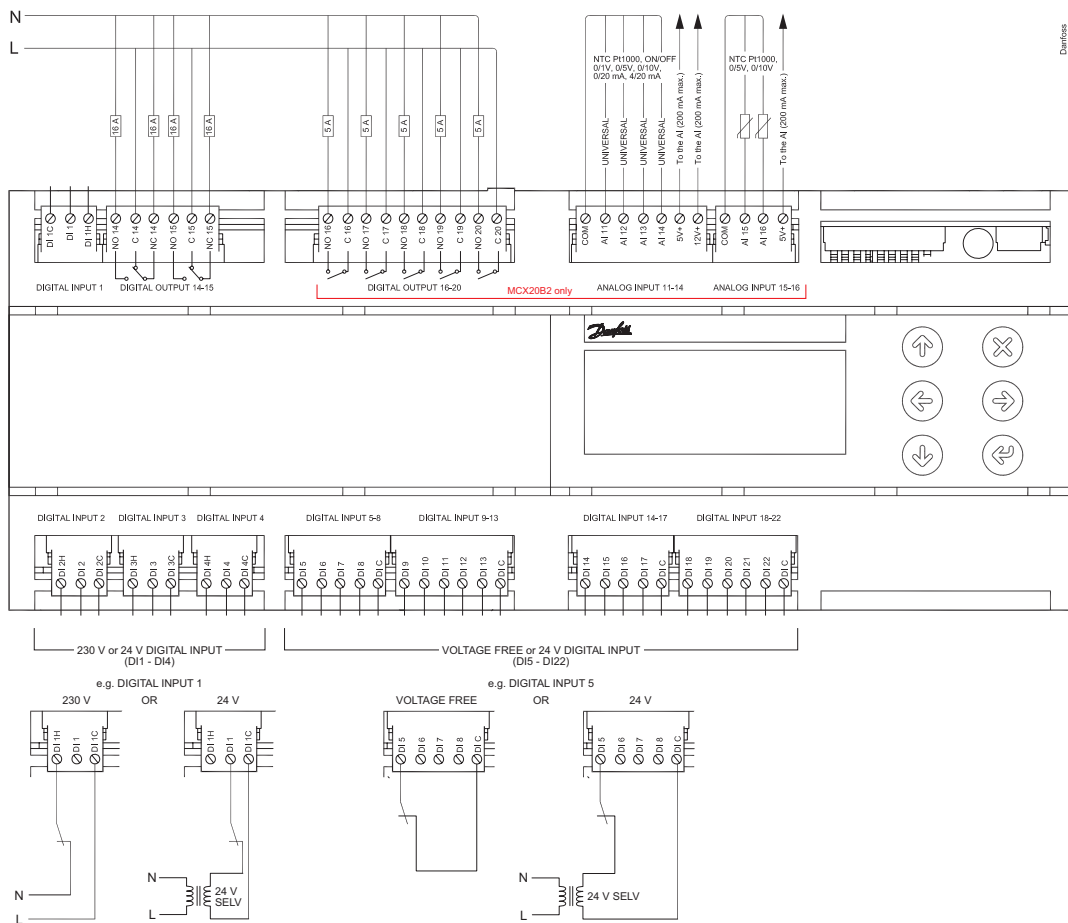 N
L
Danfoss
NTC Pt1000, ON/OFF
0/1V, 0/5V, 0/10V,
0/20 mA, 4/20 mA
NTC Pt1000,
0/5V, 0/10V
16 A
16 A
16 A
16 A
5 A
5 A
5 A
5 A
5 A
UNIVERSAL
UNIVERSAL
UNIVERSAL
UNIVERSAL
To the AI (200 mA max.)
To the AI (200 mA max.)
To the AI (200 mA max.)
DI 1C
DI 1
DI 1H
NO 14
C 14
NC 14
NO 15
C 15
NC 15
NO 16
C 16
NO 17
C 17
NO 18
C 18
NO 19
C 19
NO 20
C 20
COM
AI 11
AI 12
AI 13
AI 14
5V+
12V+
COM
AI 15
AI 16
5V+
DIGITAL INPUT 1
DIGITAL OUTPUT 14-15
DIGITAL OUTPUT 16-20
MCX20B2 only
ANALOG INPUT 11-14
ANALOG INPUT 15-16
Danfoss
DIGITAL INPUT 2
DIGITAL INPUT 3
DIGITAL INPUT 4
DIGITAL INPUT 5-8
DIGITAL INPUT 9-13
DIGITAL INPUT 14-17
DIGITAL INPUT 18-22
DI 2H
DI 2
DI 2C
DI 3H
DI 3
DI 3C
DI 4H
DI 4
DI 4C
DI 5
DI 6
DI 7
DI 8
DI C
DI 9
DI 10
DI 11
DI 12
DI 13
DI C
DI 14
DI 15
DI 16
DI 17
DI C
DI 18
DI 19
DI 20
DI 21
DI 22
DI C
230 V or 24 V DIGITAL INPUT
(DI1 - DI4)
VOLTAGE FREE or 24 V DIGITAL INPUT
(DI5 - DI22)
e.g. DIGITAL INPUT 1
e.g. DIGITAL INPUT 5
230 V
OR
24 V
VOLTAGE FREE
OR
24 V
DI 1H
DI 1
DI 1C
DI 1H
DI 1
DI 1C
DI 5
DI 6
DI 7
DI 8
DI C
DI 5
DI 6
DI 7
DI 8
DI C
N
L
N
L
24 V
SELV
N
L
24 V SELV